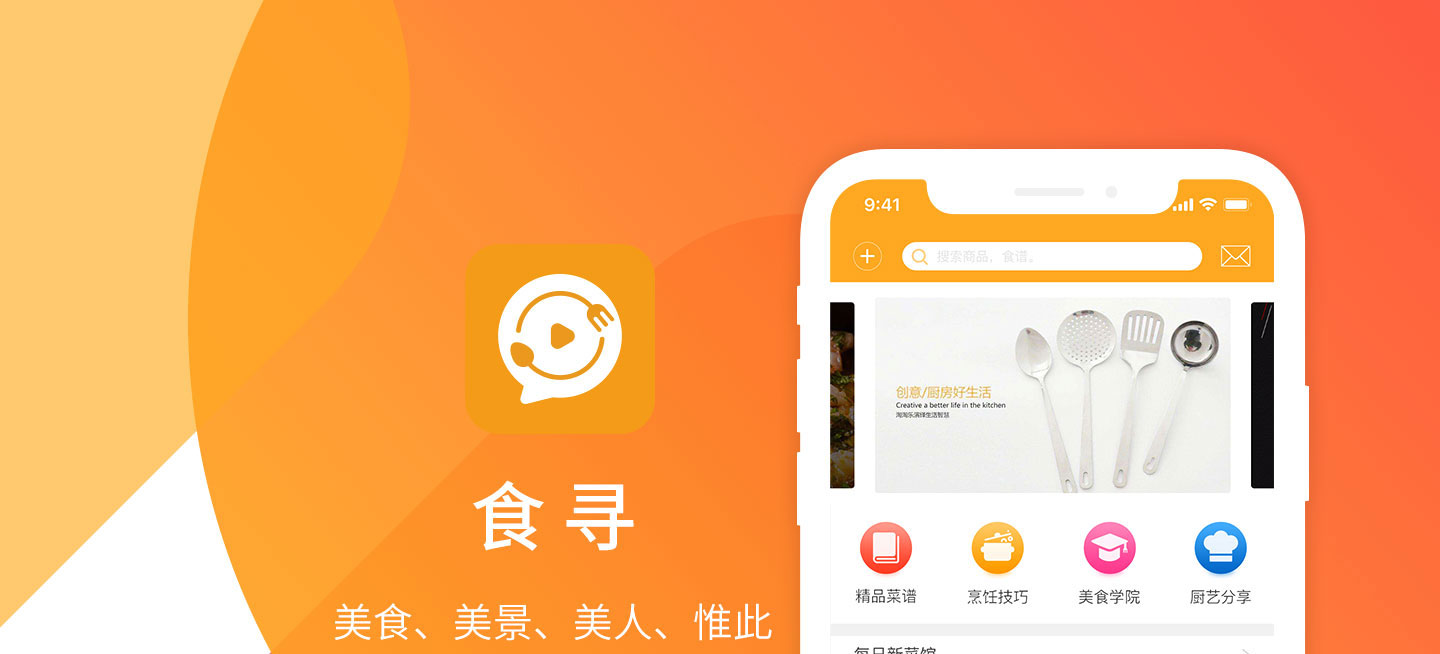 食寻
美食、美景、美人、惟此
9:41
搜索商品，食谱。
创意/厨房好生活
Creative a better life in the kitchen
淘淘乐演绎生活智慧
精品菜谱
烹饪技巧
美食学院
厨艺分享
每日新菜馆